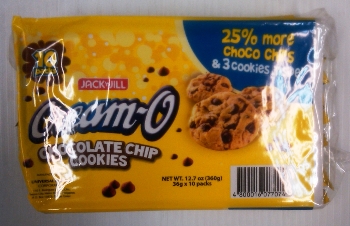 25% more
CHOCO CHIPS
& 3 COOKIES
JACK'N JILL
Cream-O
CHOCOLATE CHIP
COOKIES
NET WT. 12.7 oz (360g)
36g x 10 packs